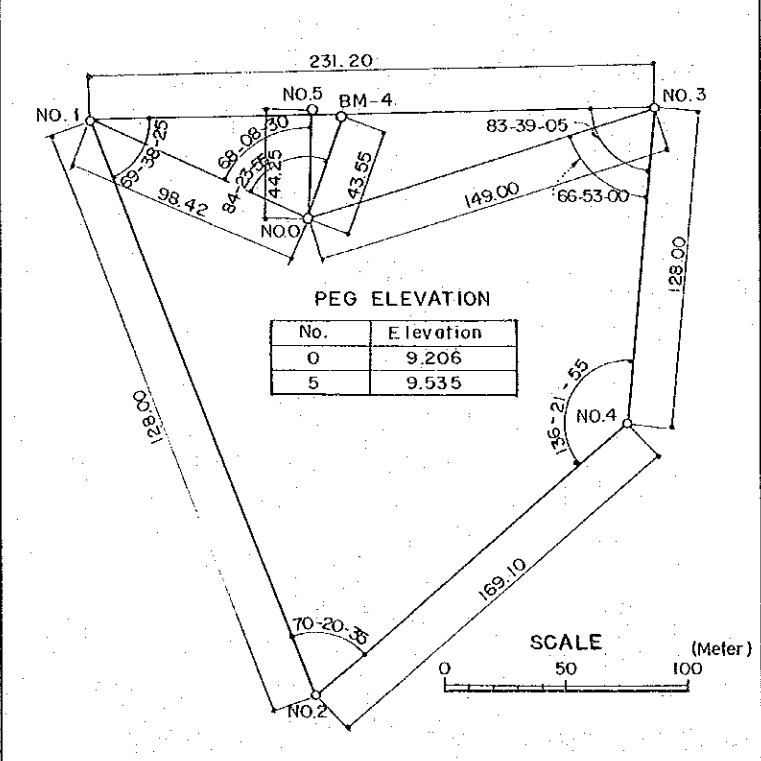 231.20
NO.5
BM-4.
NO.1
NO.3
69-38-25
68-08-30
84-23-55
44.25
43.55
83-39-05
98.42
NO.0
149.00
66-53-00
128.00
PEG ELEVATION
No. Elevation
0 9.206
5 9.535
128.00
136-21-55
NO.4
169.10
70-20-35
NO.2
SCALE (Meter)
0 50 100